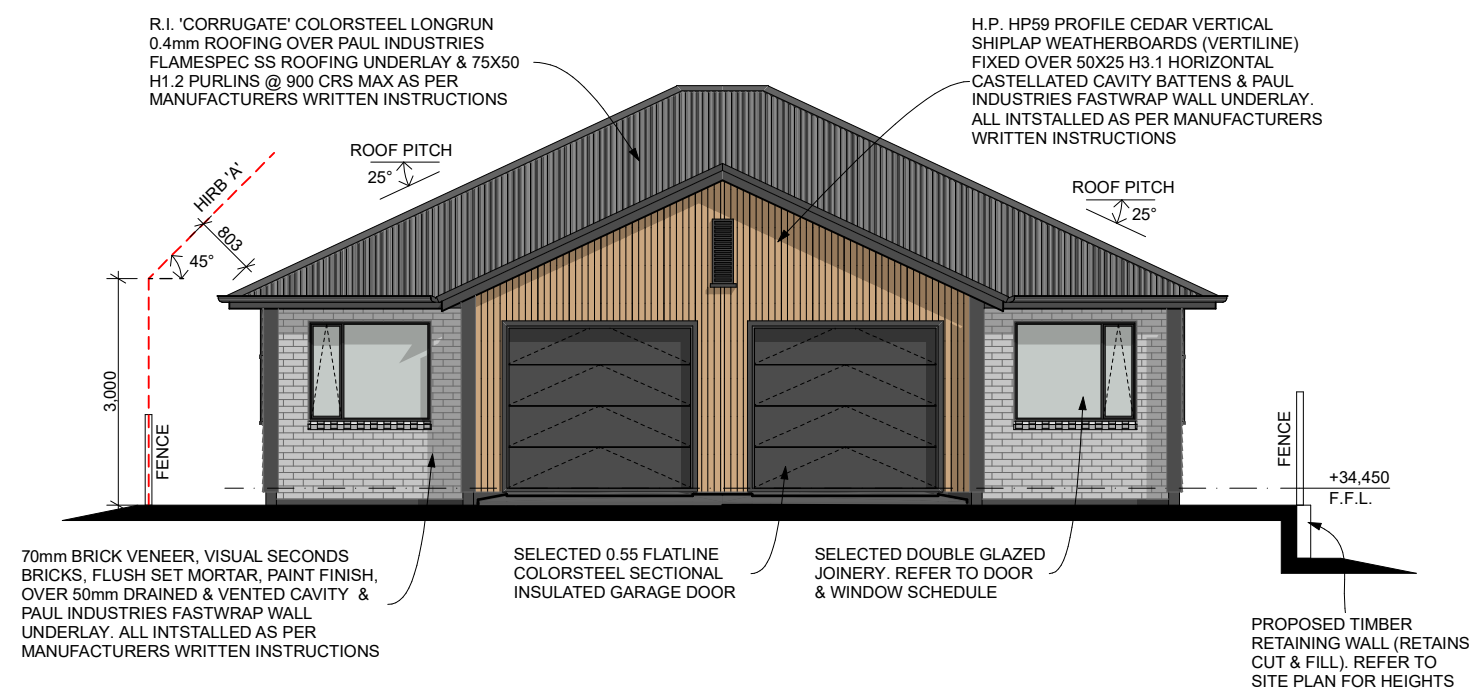 R.I. 'CORRUGATE' COLORSTEEL LONGRUN
0.4mm ROOFING OVER PAUL INDUSTRIES
FLAMESPEC SS ROOFING UNDERLAY & 75X50
H1.2 PURLINS @ 900 CRS MAX AS PER
MANUFACTURERS WRITTEN INSTRUCTIONS
H.P. HP59 PROFILE CEDAR VERTICAL
SHIPLAP WEATHERBOARDS (VERTILINE)
FIXED OVER 50X25 H3.1 HORIZONTAL
CASTELLATED CAVITY BATTENS & PAUL
INDUSTRIES FASTWRAP WALL UNDERLAY.
ALL INTSTALLED AS PER MANUFACTURERS
WRITTEN INSTRUCTIONS
ROOF PITCH
25°
ROOF PITCH
25°
HIRB 'A'
803
45°
3,000
FENCE
FENCE
+34,450
F.F.L.
70mm BRICK VENEER, VISUAL SECONDS
BRICKS, FLUSH SET MORTAR, PAINT FINISH,
OVER 50mm DRAINED & VENTED CAVITY &
PAUL INDUSTRIES FASTWRAP WALL
UNDERLAY. ALL INTSTALLED AS PER
MANUFACTURERS WRITTEN INSTRUCTIONS
SELECTED 0.55 FLATLINE
COLORSTEEL SECTIONAL
INSULATED GARAGE DOOR
SELECTED DOUBLE GLAZED
JOINERY. REFER TO DOOR
& WINDOW SCHEDULE
PROPOSED TIMBER
RETAINING WALL (RETAINS
CUT & FILL). REFER TO
SITE PLAN FOR HEIGHTS